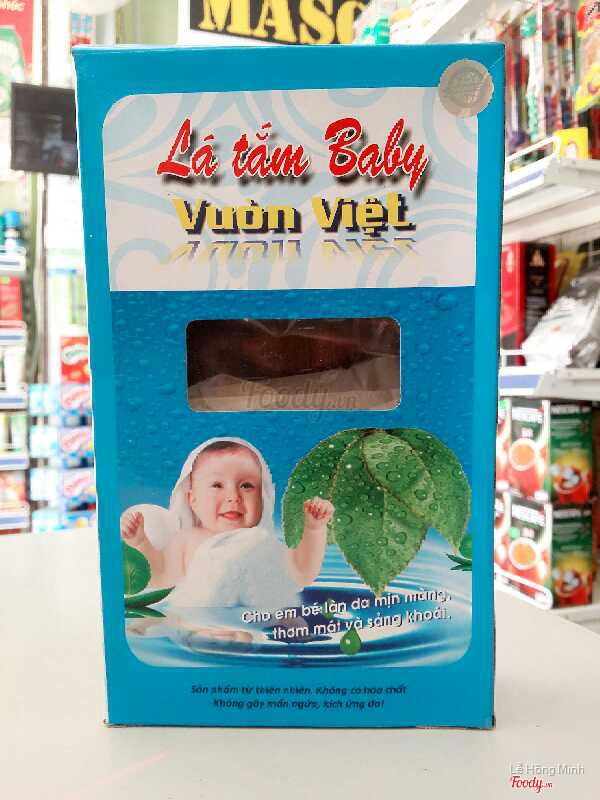 MASC
Lá tắm Baby
Vườn Việt
Foody.vn
Cho em bé làn da mịn màng,
thơm mát và sảng khoái.
Sản phẩm từ thiên nhiên. Không có hóa chất
Không gây mẩn ngứa, kích ứng da!
Lễ Hồng Minh
Foody.vn